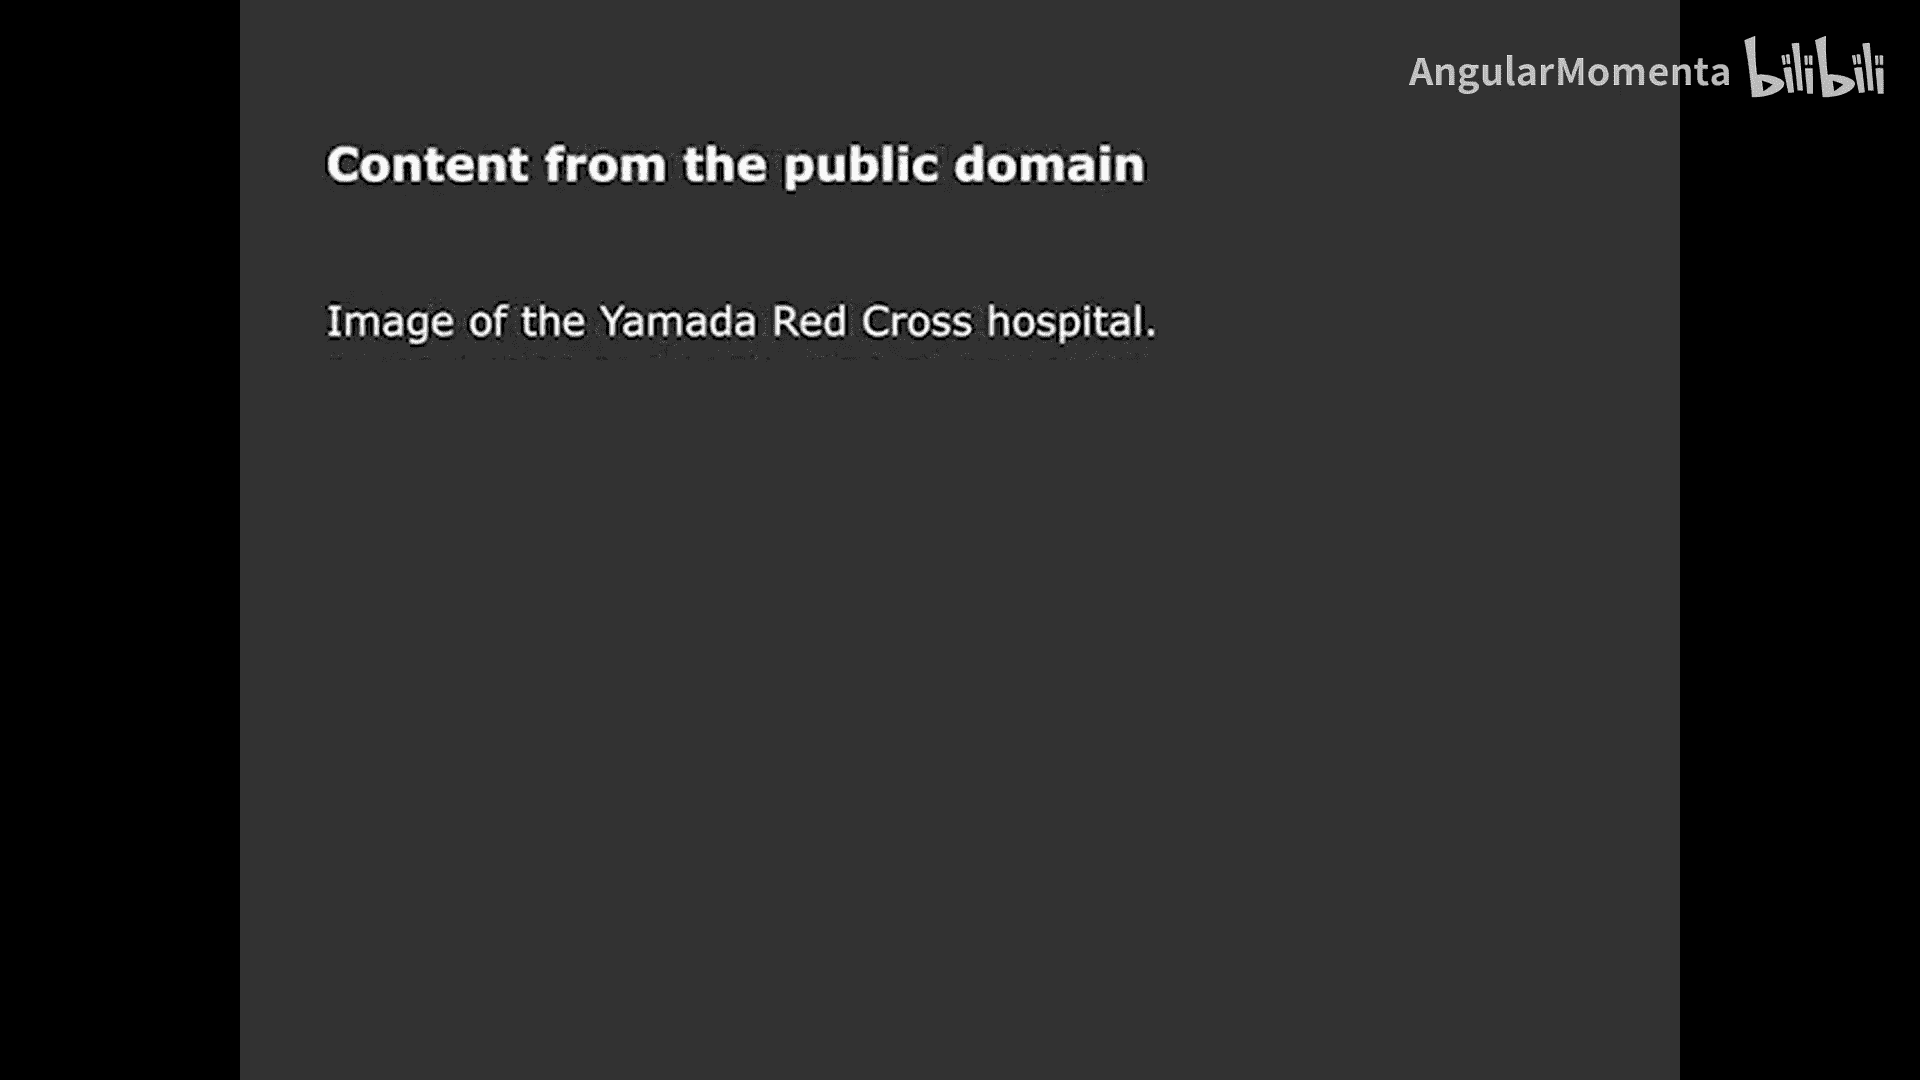 AngularMomenta bilibili
Content from the public domain
Image of the Yamada Red Cross hospital.